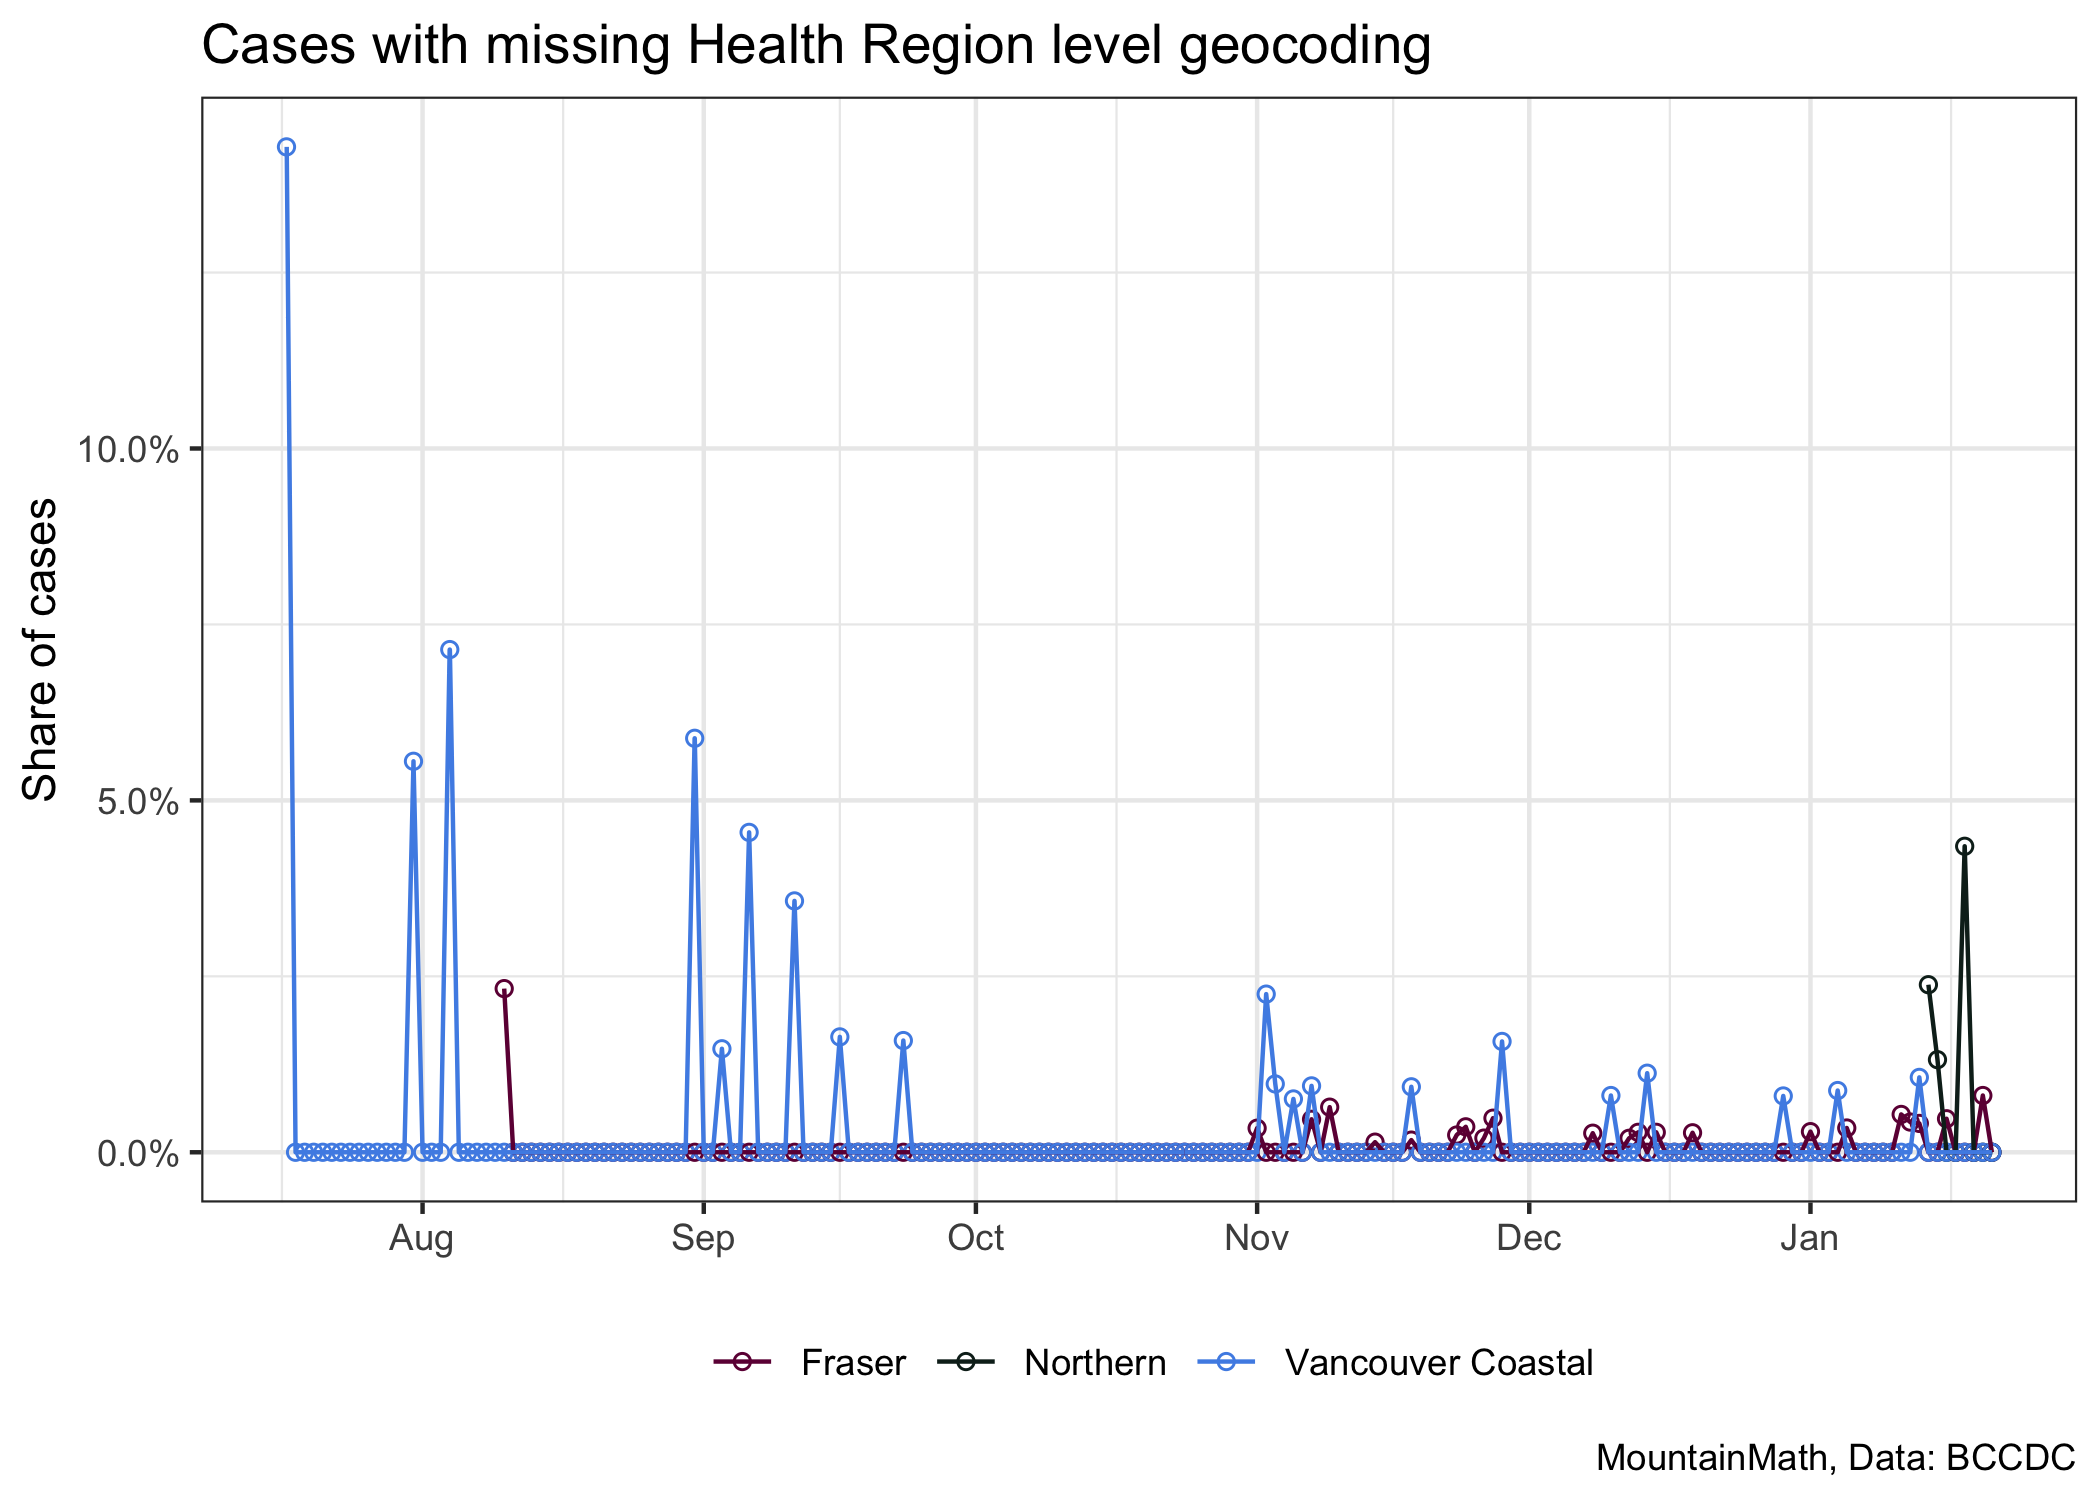 Cases with missing Health Region level geocoding
Share of cases
10.0%
5.0%
0.0%
Aug Sep Oct Nov Dec Jan
Fraser Northern Vancouver Coastal
MountainMath, Data: BCCDC